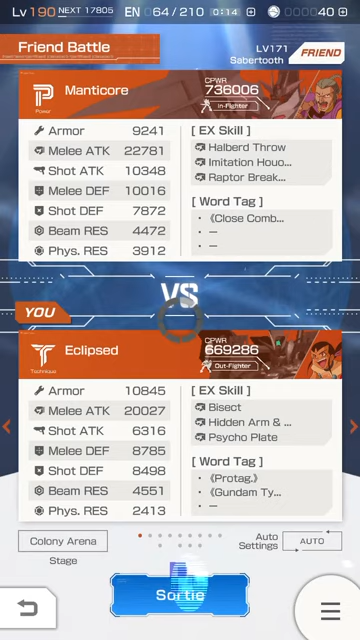 Lv 190 NEXT 17805 EN 64/210 0:14 40
Friend Battle
LV171
Sabertooth
FRIEND
Manticore
Power
CPWR
736006
In-Fighter
Armor 9241
Melee ATK 22781
Shot ATK 10348
Melee DEF 10016
Shot DEF 7872
Beam RES 4472
Phys. RES 3912
[ EX Skill ]
Halberd Throw
Imitation Houo...
Raptor Break...
[ Word Tag ]
・《Close Comb...
・—
・—
VS
YOU
Eclipsed
Technique
CPWR
669286
Out-Fighter
Armor 10845
Melee ATK 20027
Shot ATK 6316
Melee DEF 8785
Shot DEF 8498
Beam RES 4551
Phys. RES 2413
[ EX Skill ]
Bisect
Hidden Arm & ...
Psycho Plate
[ Word Tag ]
・《Protag.》
・《Gundam Ty...
・—
Colony Arena
Stage
Auto
Settings
AUTO
Sortie